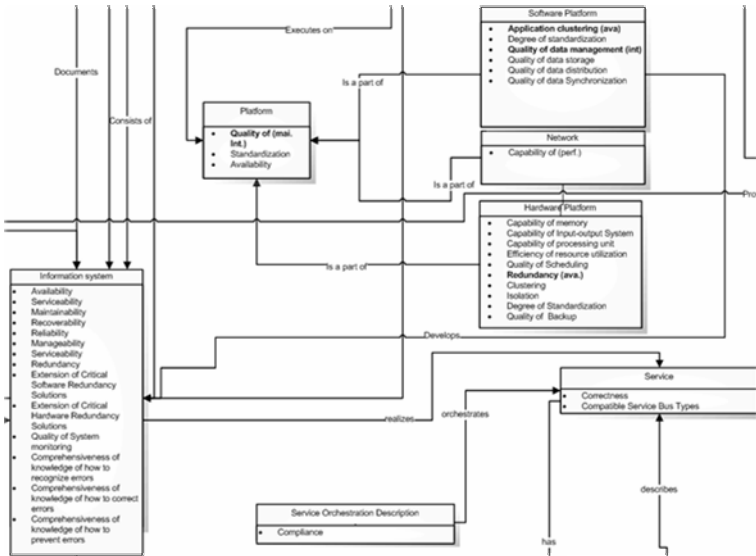 Executes on
Documents
Consists of
Software Platform
Application clustering (ava)
Degree of standardization
Quality of data management (int)
Quality of data storage
Quality of data distribution
Quality of data Synchronization
Is a part of
Platform
Quality of (mai.
Int.)
Standardization
Availability
Network
Capability of (perf.)
Is a part of
Pro
Hardware Platform
Capability of memory
Capability of Input-output System
Capability of processing unit
Efficiency of resource utilization
Quality of Scheduling
Redundancy (ava.)
Clustering
Isolation
Degree of Standardization
Quality of Backup
Is a part of
Information system
Availability
Serviceability
Maintainability
Recoverability
Reliability
Manageability
Serviceability
Redundancy
Extension of Critical
Software Redundancy
Solutions
Extension of Critical
Hardware Redundancy
Solutions
Quality of System
monitoring
Comprehensiveness of
knowledge of how to
recognize errors
Comprehensiveness of
knowledge of how to correct
errors
Comprehensiveness of
knowledge of how to
prevent errors
Develops
Service
Correctness
Compatible Service Bus Types
realizes
orchestrates
describes
Service Orchestration Description
Compliance
has